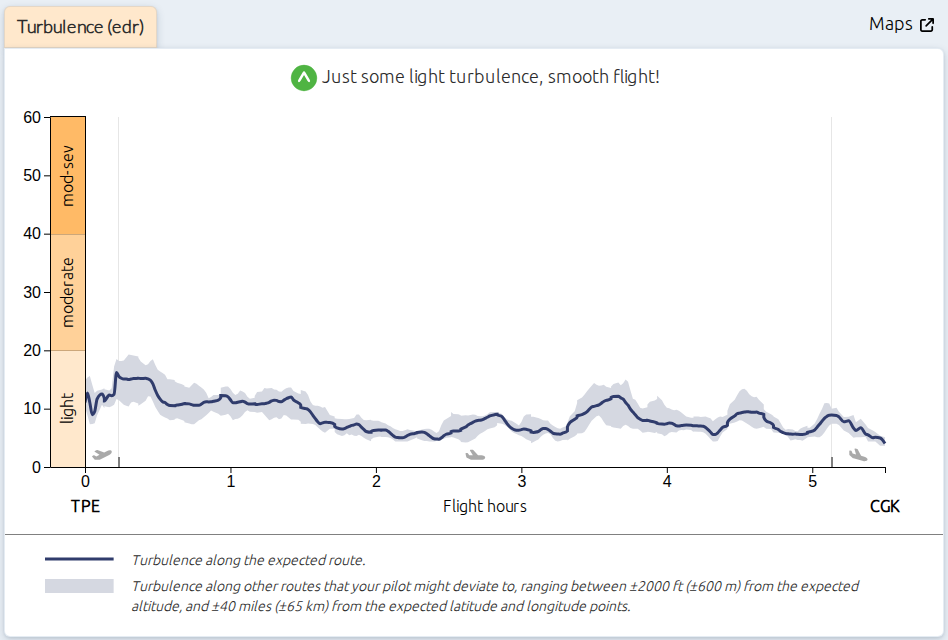 Turbulence (edr)
Maps
Just some light turbulence, smooth flight!
60
50
40
30
20
10
0
mod-sev
moderate
light
0 1 2 3 4 5
TPE Flight hours CGK
Turbulence along the expected route.
Turbulence along other routes that your pilot might deviate to, ranging between ±2000 ft (±600 m) from the expected
altitude, and ±40 miles (±65 km) from the expected latitude and longitude points.